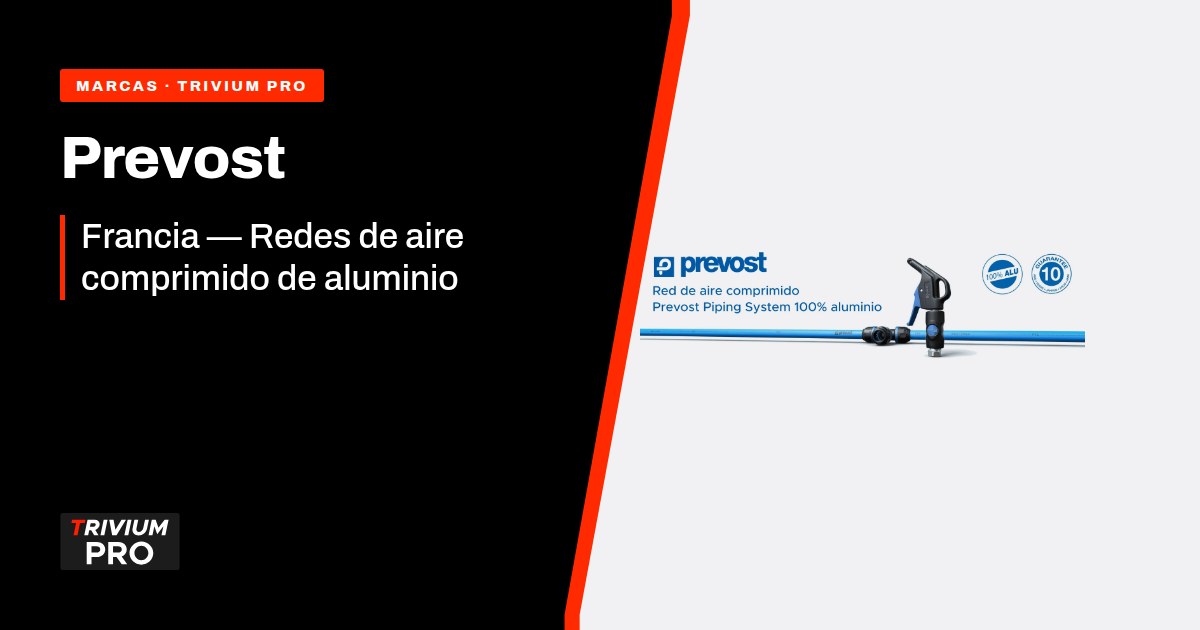 MARCAS · TRIVIUM PRO
Prevost
Francia — Redes de aire
comprimido de aluminio
TRIVIUM
PRO
prevost
Red de aire comprimido
Prevost Piping System 100% aluminio
100% ALU
GUARANTEE
10